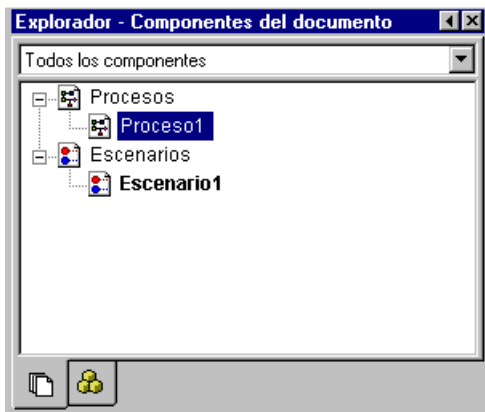 Explorador - Componentes del documento
Todos los componentes
Procesos
Proceso1
Escenarios
Escenario1